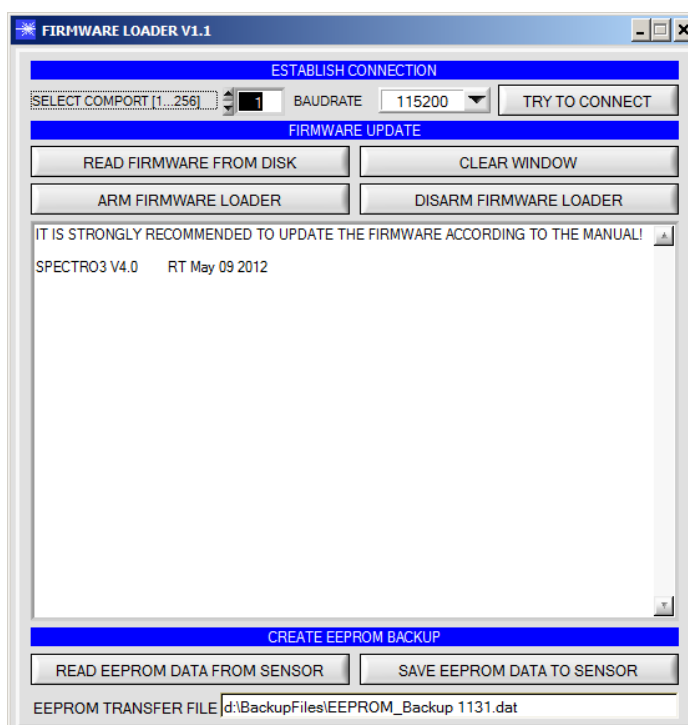 FIRMWARE LOADER V1.1
ESTABLISH CONNECTION
SELECT COMPORT [1...256] 1 BAUDRATE 115200 TRY TO CONNECT
FIRMWARE UPDATE
READ FIRMWARE FROM DISK CLEAR WINDOW
ARM FIRMWARE LOADER DISARM FIRMWARE LOADER
IT IS STRONGLY RECOMMENDED TO UPDATE THE FIRMWARE ACCORDING TO THE MANUAL!
SPECTRO3 V4.0 RT May 09 2012
CREATE EEPROM BACKUP
READ EEPROM DATA FROM SENSOR SAVE EEPROM DATA TO SENSOR
EEPROM TRANSFER FILE d:\BackupFiles\EEPROM_Backup 1131.dat